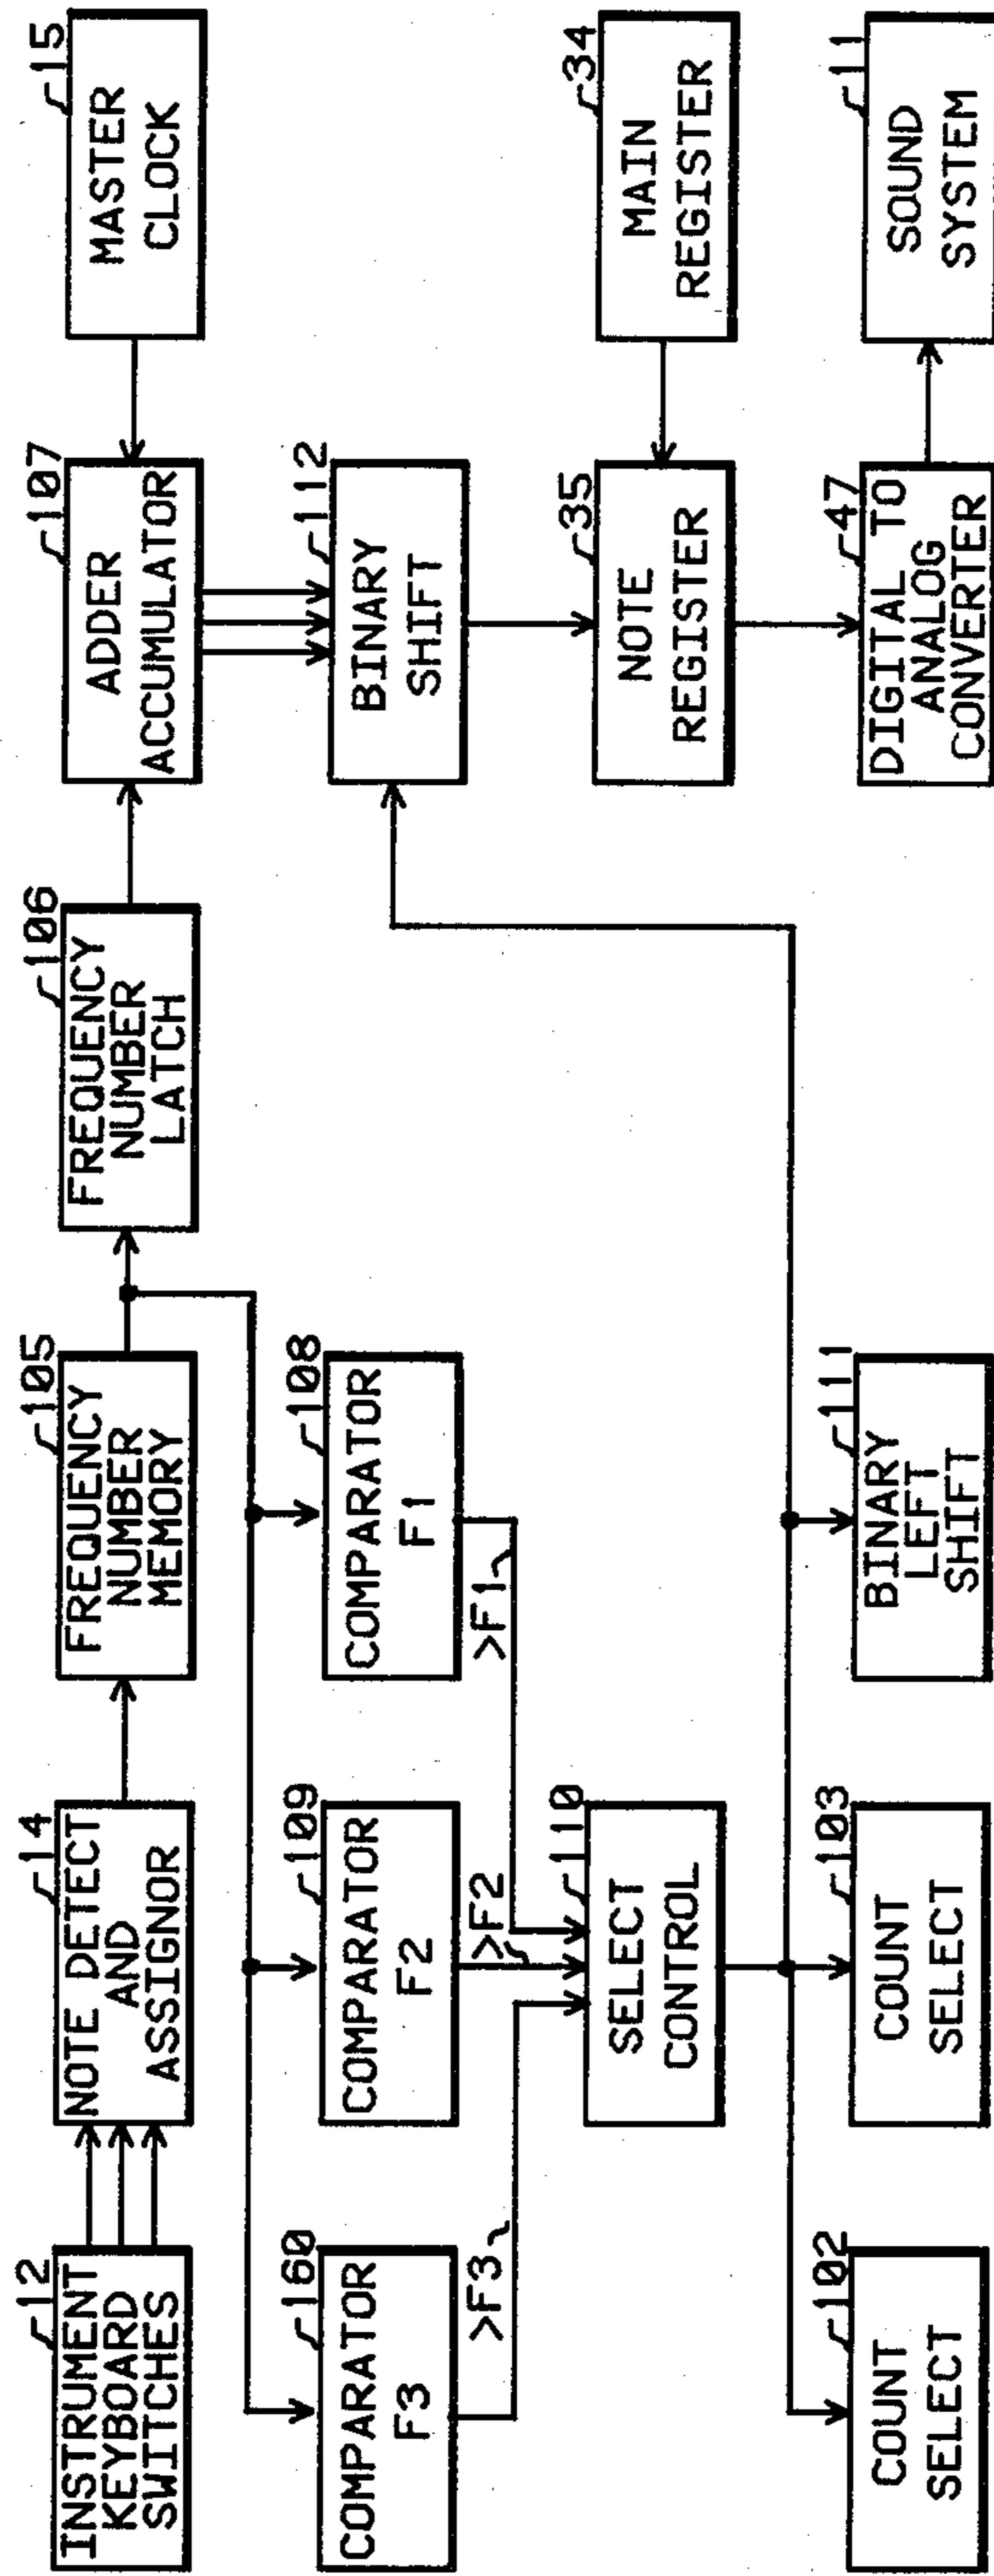 12
INSTRUMENT
KEYBOARD
SWITCHES
14
NOTE DETECT
AND
ASSIGNOR
105
FREQUENCY
NUMBER
MEMORY
106
FREQUENCY
NUMBER
LATCH
107
ADDER
ACCUMULATOR
15
MASTER
CLOCK
160
COMPARATOR
F3
109
COMPARATOR
F2
108
COMPARATOR
F1
112
BINARY
SHIFT
>F3
>F2
>F1
110
SELECT
CONTROL
35
NOTE
REGISTER
34
MAIN
REGISTER
102
COUNT
SELECT
103
COUNT
SELECT
111
BINARY
LEFT
SHIFT
47
DIGITAL TO
ANALOG
CONVERTER
11
SOUND
SYSTEM